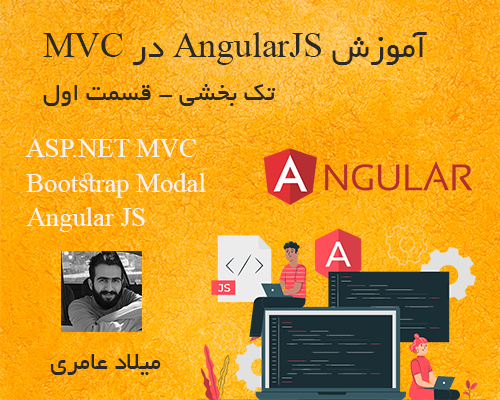 آموزش AngularJS در MVC
تک بخشی - قسمت اول
ASP.NET MVC
Bootstrap Modal
Angular JS
ANGULAR
A
JS
میلاد عامری